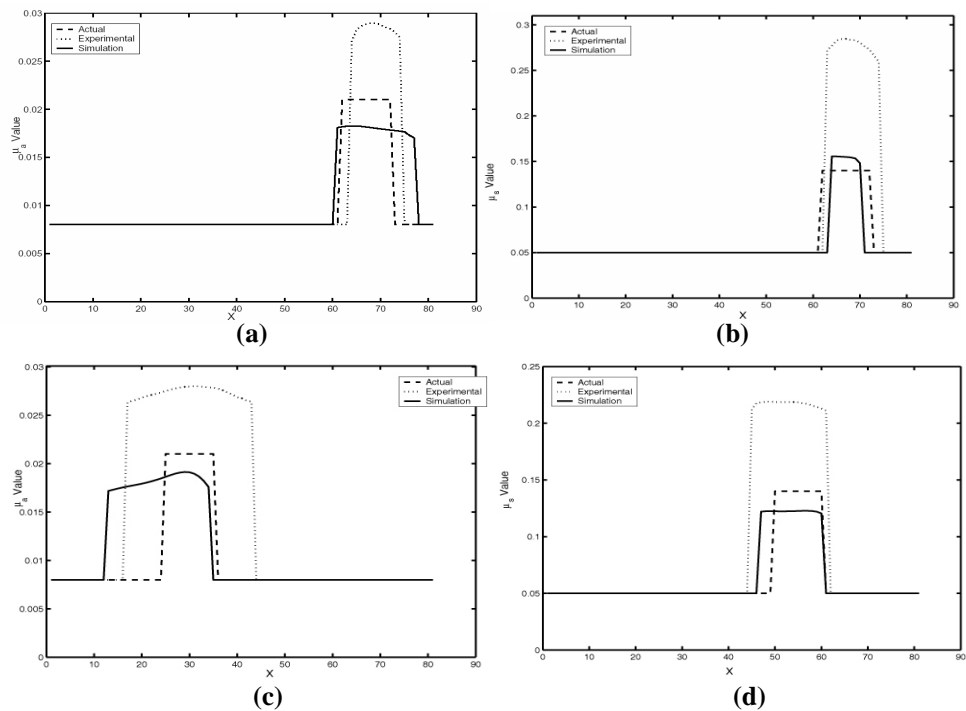 0.03
0.025
0.02
0.015
0.01
0.005
0
μa Value
Actual
Experimental
Simulation
0 10 20 30 40 50 60 70 80 90
X
(a)
0.3
0.25
0.2
0.15
0.1
0.05
0
μs Value
Actual
Experimental
Simulation
0 10 20 30 40 50 60 70 80 90
X
(b)
0.03
0.025
0.02
0.015
0.01
0.005
0
μa Value
Actual
Experimental
Simulation
0 10 20 30 40 50 60 70 80 90
X
(c)
0.25
0.2
0.15
0.1
0.05
0
μs Value
Actual
Experimental
Simulation
0 10 20 30 40 50 60 70 80 90
X
(d)